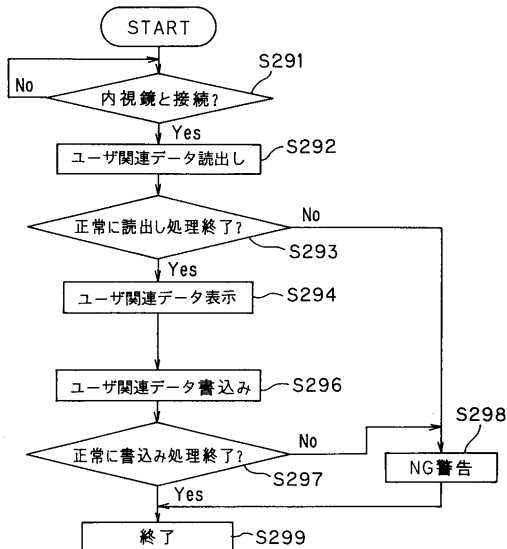 START
S291
No
内視鏡と接続?
Yes
ユーザ関連データ読出し
S292
正常に読出し処理終了?
No
S293
Yes
ユーザ関連データ表示
S294
ユーザ関連データ書込み
S296
正常に書込み処理終了?
No
S297
Yes
S298
NG警告
終了
S299